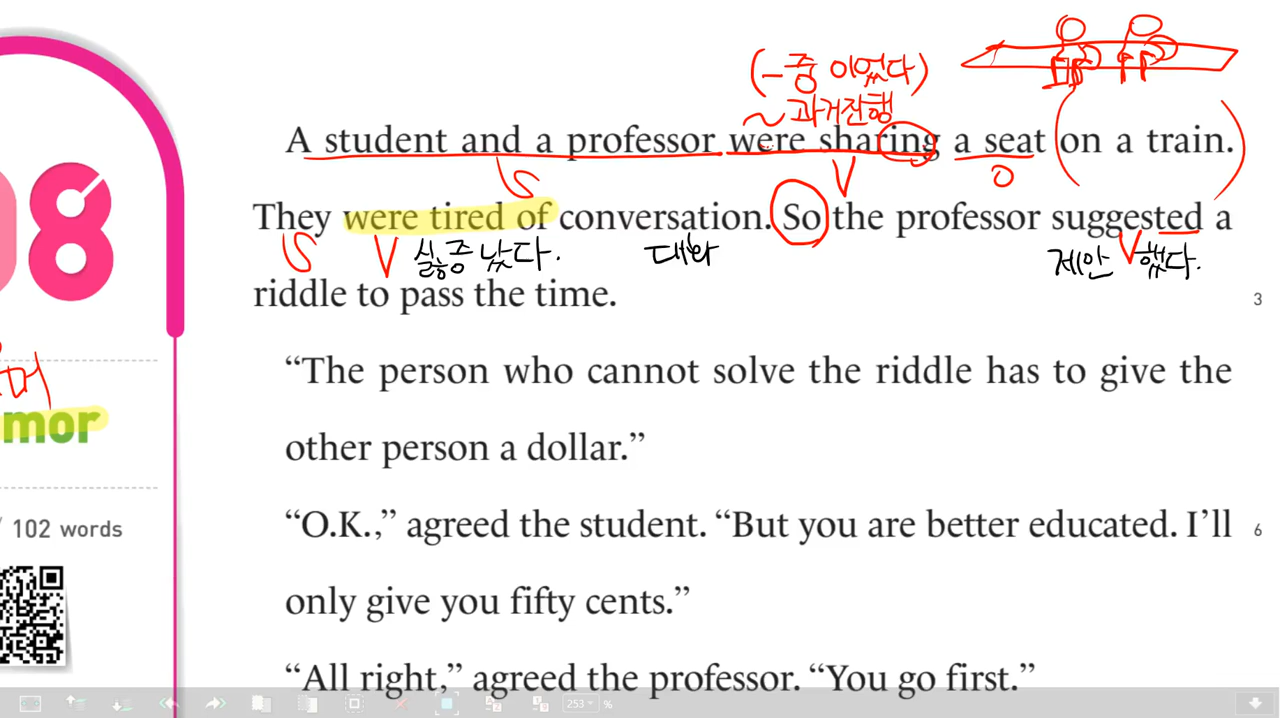 (-중 이었다)
~ 과거진행
A student and a professor were sharing a seat (on a train.)
S V O
They were tired of conversation. So the professor suggested a
S V 싫증 났다. 대화 제안 V 했다.
riddle to pass the time.
3
“The person who cannot solve the riddle has to give the
other person a dollar.”
“O.K.,” agreed the student. “But you are better educated. I’ll
6
only give you fifty cents.”
“All right,” agreed the professor. “You go first.”
08
머
mor
/ 102 words
253 %